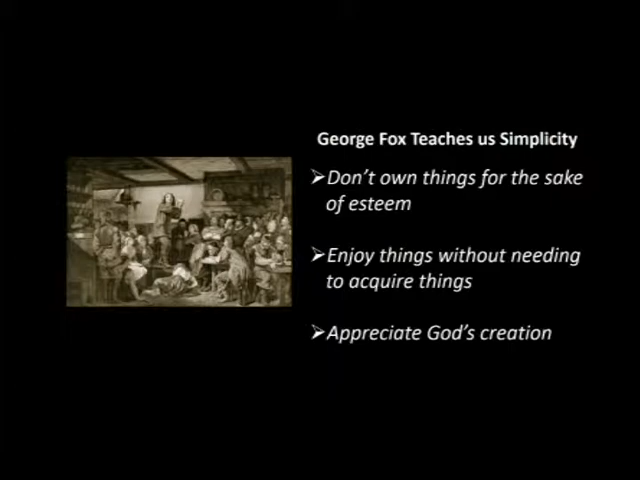 George Fox Teaches us Simplicity
➢Don't own things for the sake
of esteem
➢Enjoy things without needing
to acquire things
➢Appreciate God's creation